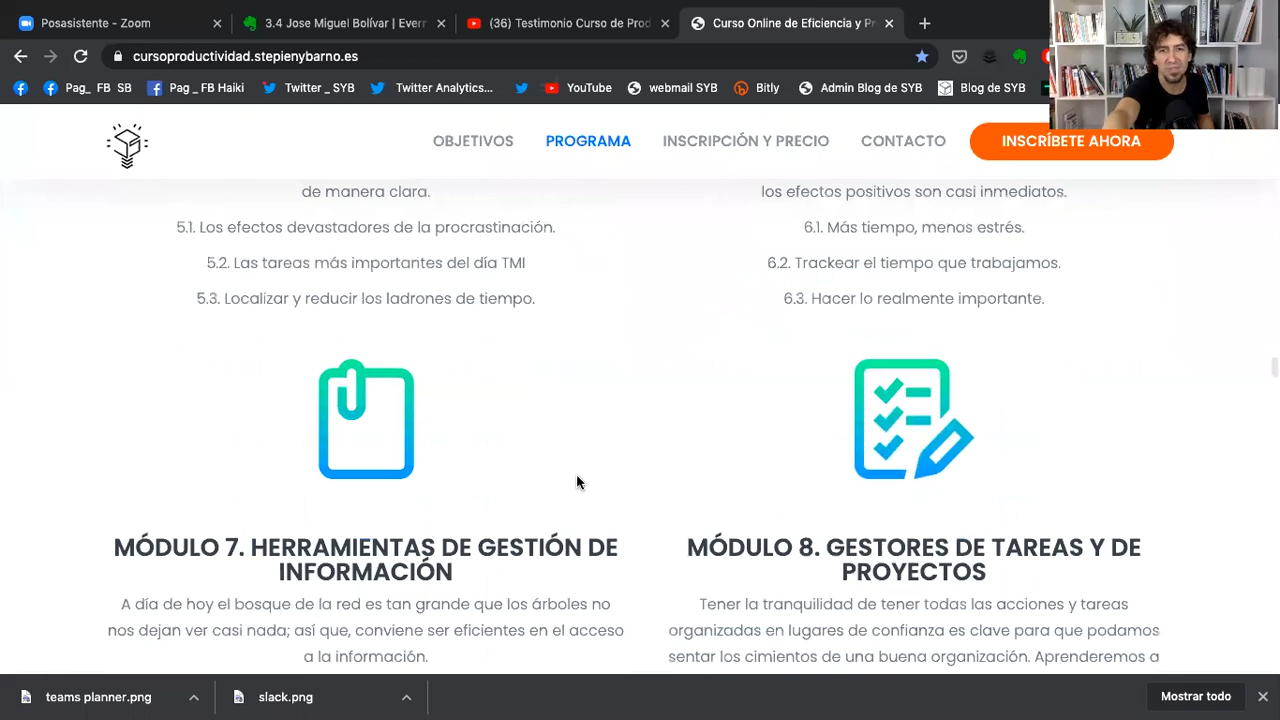 Posasistente - Zoom
3.4 Jose Miguel Bolívar | Evern
(36) Testimonio Curso de Prod
Curso Online de Eficiencia y Pr
cursoproductividad.stepienybarno.es
Pag_ FB SB
Pag _ FB Haiki
Twitter _ SYB
Twitter Analytics...
YouTube
webmail SYB
Bitly
Admin Blog de SYB
Blog de SYB
OBJETIVOS
PROGRAMA
INSCRIPCIÓN Y PRECIO
CONTACTO
INSCRÍBETE AHORA
de manera clara.
5.1. Los efectos devastadores de la procrastinación.
5.2. Las tareas más importantes del día TMI
5.3. Localizar y reducir los ladrones de tiempo.
los efectos positivos son casi inmediatos.
6.1. Más tiempo, menos estrés.
6.2. Trackear el tiempo que trabajamos.
6.3. Hacer lo realmente importante.
MÓDULO 7. HERRAMIENTAS DE GESTIÓN DE
INFORMACIÓN
A día de hoy el bosque de la red es tan grande que los árboles no
nos dejan ver casi nada; así que, conviene ser eficientes en el acceso
a la información.
MÓDULO 8. GESTORES DE TAREAS Y DE
PROYECTOS
Tener la tranquilidad de tener todas las acciones y tareas
organizadas en lugares de confianza es clave para que podamos
sentar los cimientos de una buena organización. Aprenderemos a
teams planner.png
slack.png
Mostrar todo